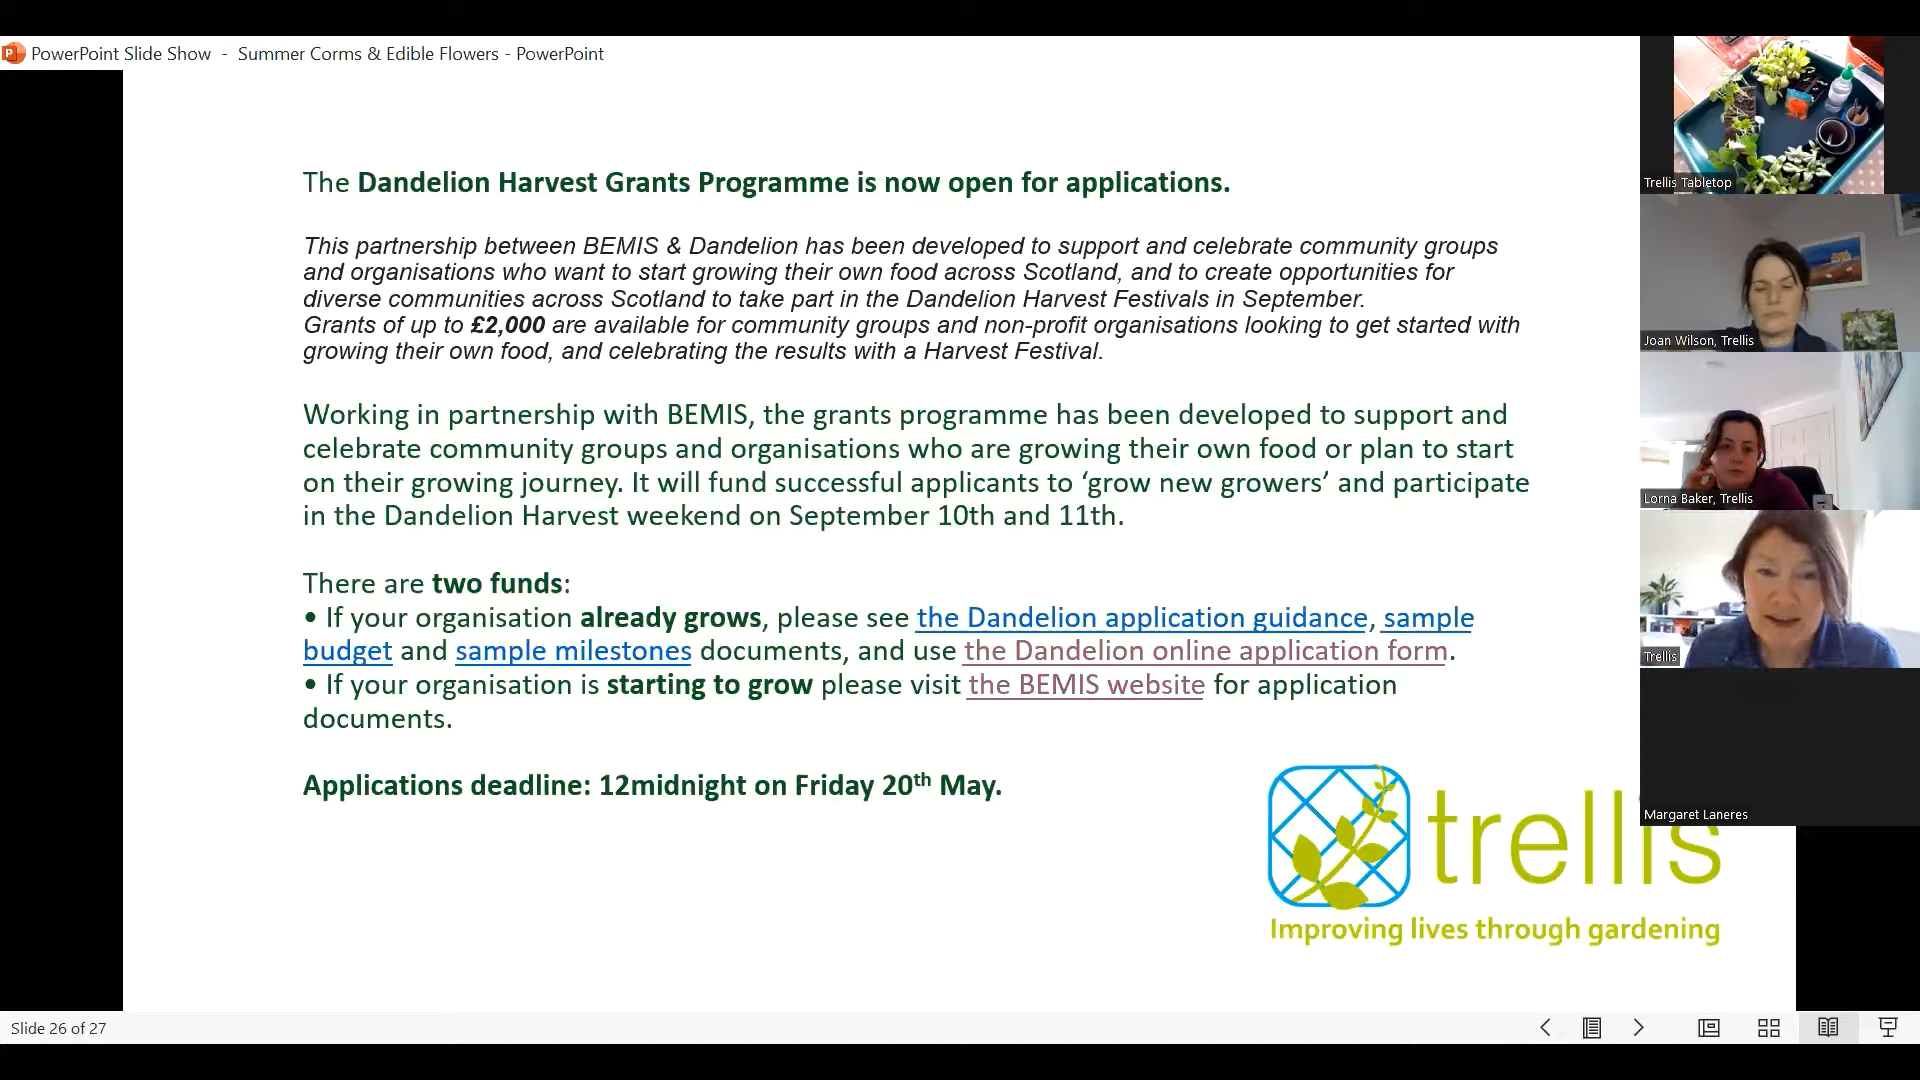 PowerPoint Slide Show - Summer Corms & Edible Flowers - PowerPoint
The Dandelion Harvest Grants Programme is now open for applications.
This partnership between BEMIS & Dandelion has been developed to support and celebrate community groups
and organisations who want to start growing their own food across Scotland, and to create opportunities for
diverse communities across Scotland to take part in the Dandelion Harvest Festivals in September.
Grants of up to £2,000 are available for community groups and non-profit organisations looking to get started with
growing their own food, and celebrating the results with a Harvest Festival.
Working in partnership with BEMIS, the grants programme has been developed to support and
celebrate community groups and organisations who are growing their own food or plan to start
on their growing journey. It will fund successful applicants to ‘grow new growers’ and participate
in the Dandelion Harvest weekend on September 10th and 11th.
There are two funds:
• If your organisation already grows, please see the Dandelion application guidance, sample
budget and sample milestones documents, and use the Dandelion online application form.
• If your organisation is starting to grow please visit the BEMIS website for application
documents.
Applications deadline: 12midnight on Friday 20th May.
trellis
Improving lives through gardening
Trellis Tabletop
Joan Wilson, Trellis
Lorna Baker, Trellis
Trellis
Margaret Laneres
Slide 26 of 27